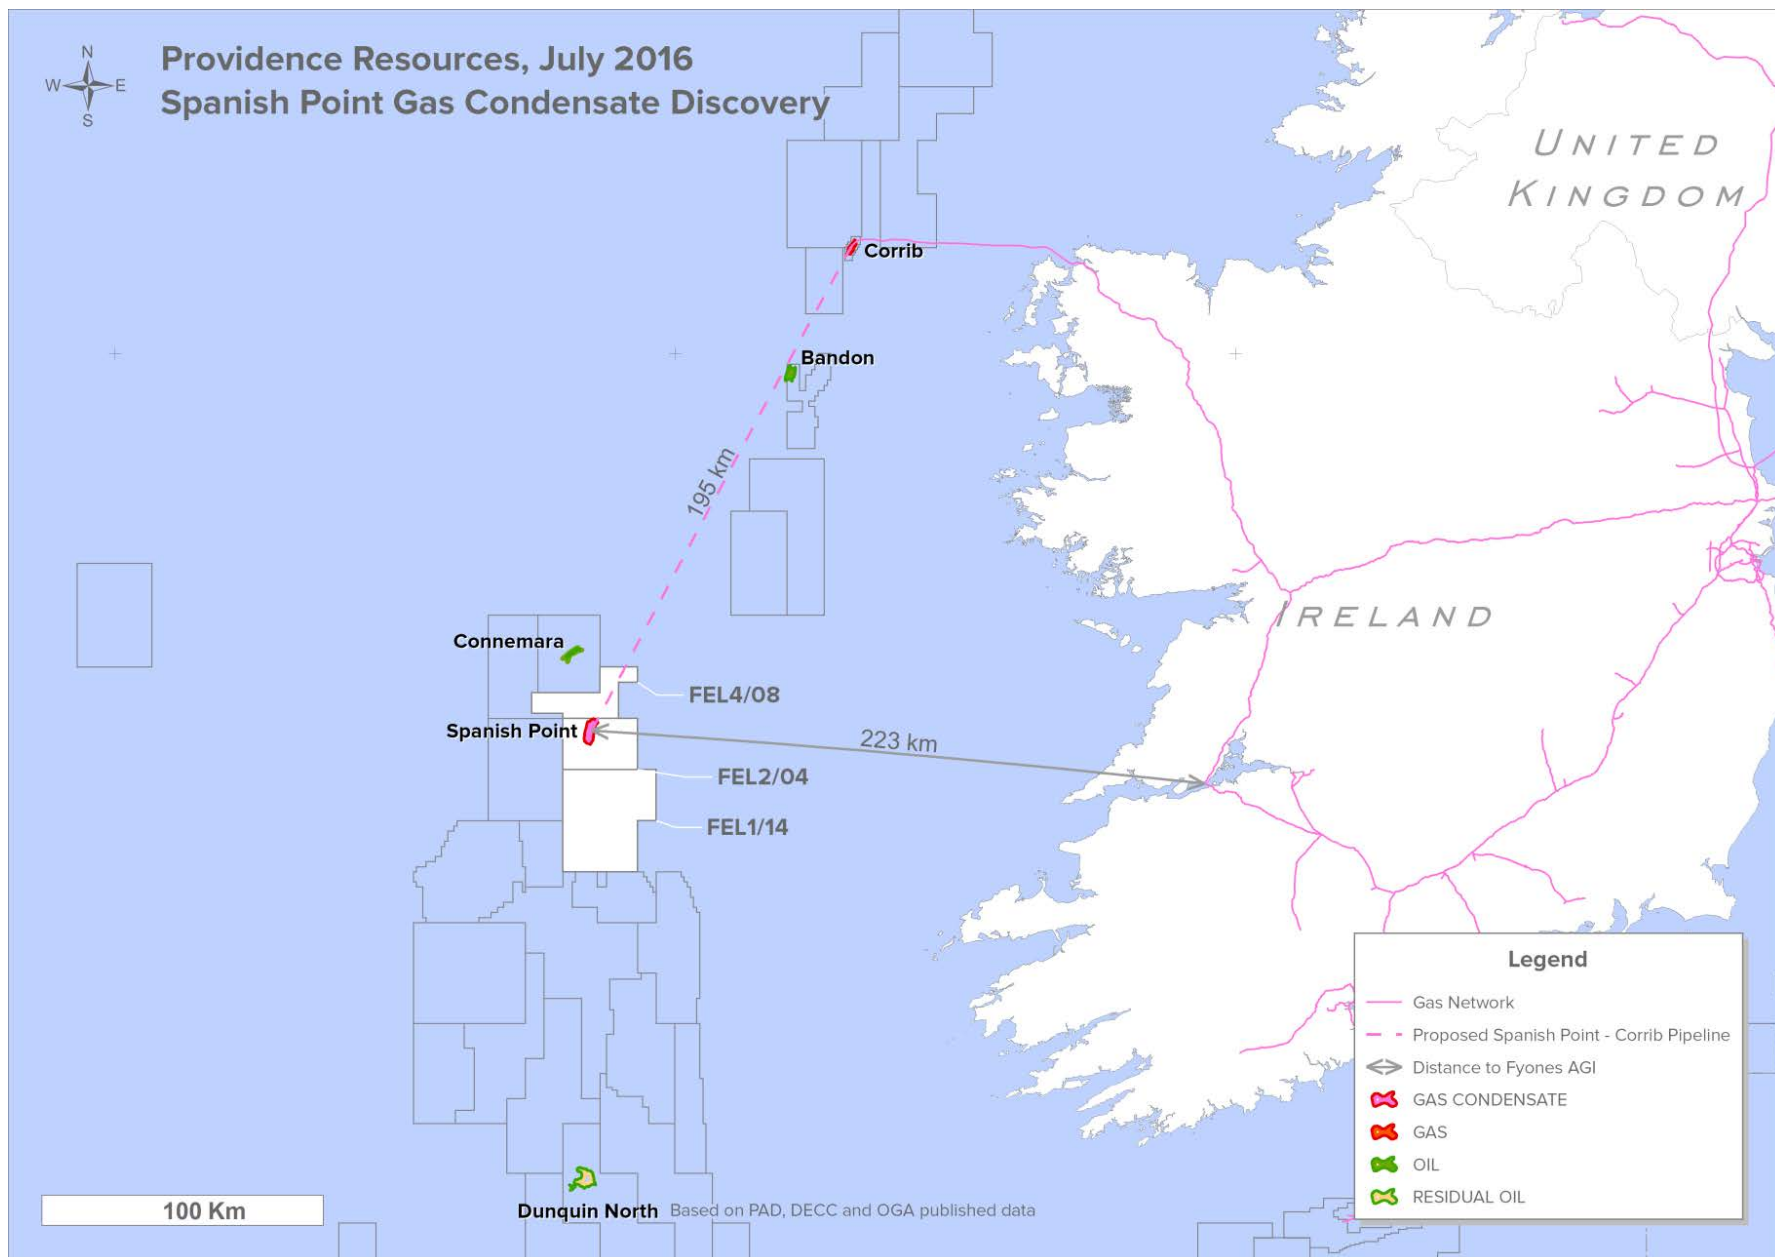 Providence Resources, July 2016
Spanish Point Gas Condensate Discovery
N
W
E
S
UNITED
KINGDOM
Corrib
Bandon
195 km
IRELAND
Connemara
FEL4/08
Spanish Point
223 km
FEL2/04
FEL1/14
Legend
Gas Network
Proposed Spanish Point - Corrib Pipeline
Distance to Fyones AGI
GAS CONDENSATE
GAS
OIL
RESIDUAL OIL
100 Km
Dunquin North
Based on PAD, DECC and OGA published data